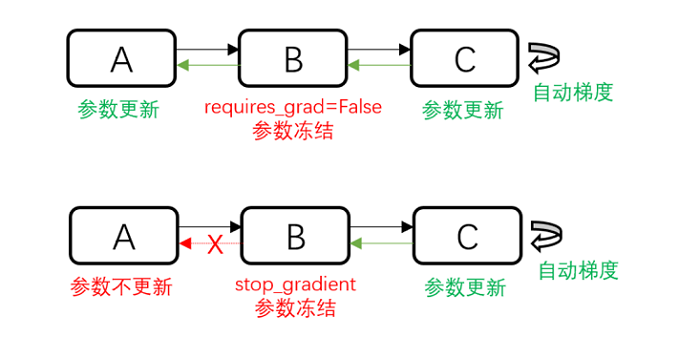 A
B
C
参数更新
requires_grad=False
参数冻结
参数更新
自动梯度
A
X
B
C
参数不更新
stop_gradient
参数冻结
参数更新
自动梯度